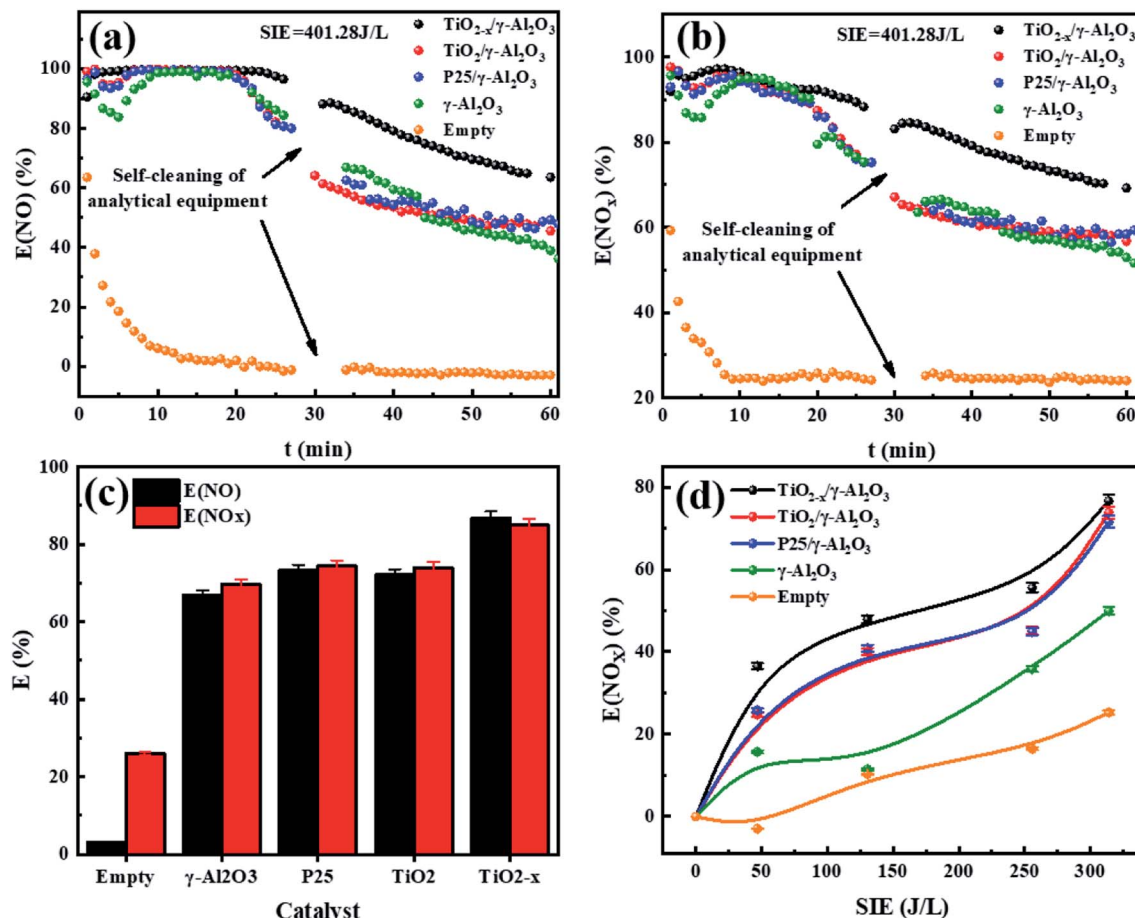 (a)
SIE=401.28J/L
TiO₂₋ₓ/γ-Al₂O₃
TiO₂/γ-Al₂O₃
P25/γ-Al₂O₃
γ-Al₂O₃
Empty
Self-cleaning of
analytical equipment
E(NO) (%)
120
100
80
60
40
20
0
0 10 20 30 40 50 60
t (min)
(b)
SIE=401.28J/L
TiO₂₋ₓ/γ-Al₂O₃
TiO₂/γ-Al₂O₃
P25/γ-Al₂O₃
γ-Al₂O₃
Empty
Self-cleaning of
analytical equipment
E(NOₓ) (%)
100
80
60
40
20
0 10 20 30 40 50 60
t (min)
(c)
E(NO)
E(NOx)
E (%)
100
80
60
40
20
0
Empty γ-Al2O3 P25 TiO2 TiO2-x
Catalyst
(d)
TiO₂₋ₓ/γ-Al₂O₃
TiO₂/γ-Al₂O₃
P25/γ-Al₂O₃
γ-Al₂O₃
Empty
E(NOₓ) (%)
80
60
40
20
0
0 50 100 150 200 250 300
SIE (J/L)